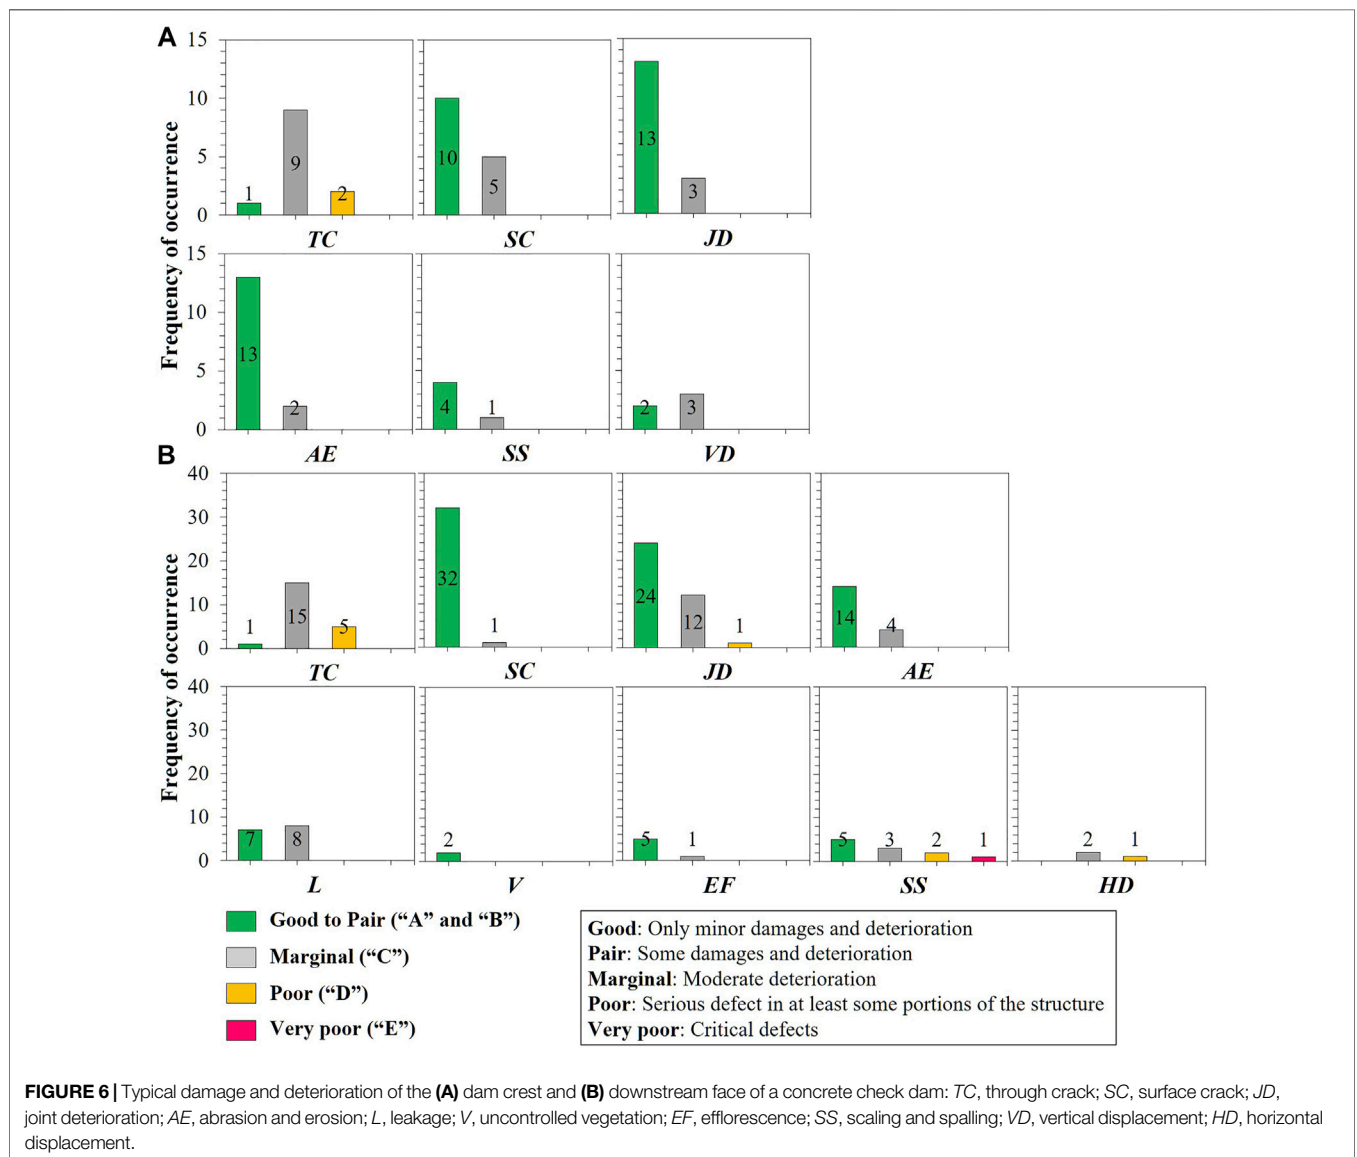 A
Frequency of occurrence
15
10
5
0
1
9
2
TC
10
5
SC
13
3
JD
15
10
5
0
13
2
AE
4
1
SS
2
3
VD
B
Frequency of occurrence
40
30
20
10
0
1
15
5
TC
32
1
SC
24
12
1
JD
14
4
AE
40
30
20
10
0
7
8
L
2
V
5
1
EF
5
3
2
1
SS
2
1
HD
Good to Pair (“A” and “B”)
Marginal (“C”)
Poor (“D”)
Very poor (“E”)
Good: Only minor damages and deterioration
Pair: Some damages and deterioration
Marginal: Moderate deterioration
Poor: Serious defect in at least some portions of the structure
Very poor: Critical defects
FIGURE 6 | Typical damage and deterioration of the (A) dam crest and (B) downstream face of a concrete check dam: TC, through crack; SC, surface crack; JD,
joint deterioration; AE, abrasion and erosion; L, leakage; V, uncontrolled vegetation; EF, efflorescence; SS, scaling and spalling; VD, vertical displacement; HD, horizontal
displacement.